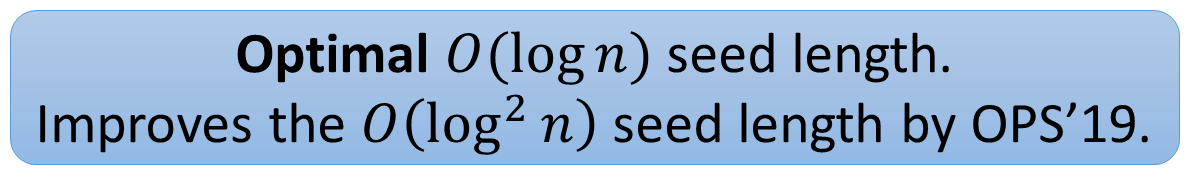 Optimal O(log n) seed length.
Improves the O(log² n) seed length by OPS’19.